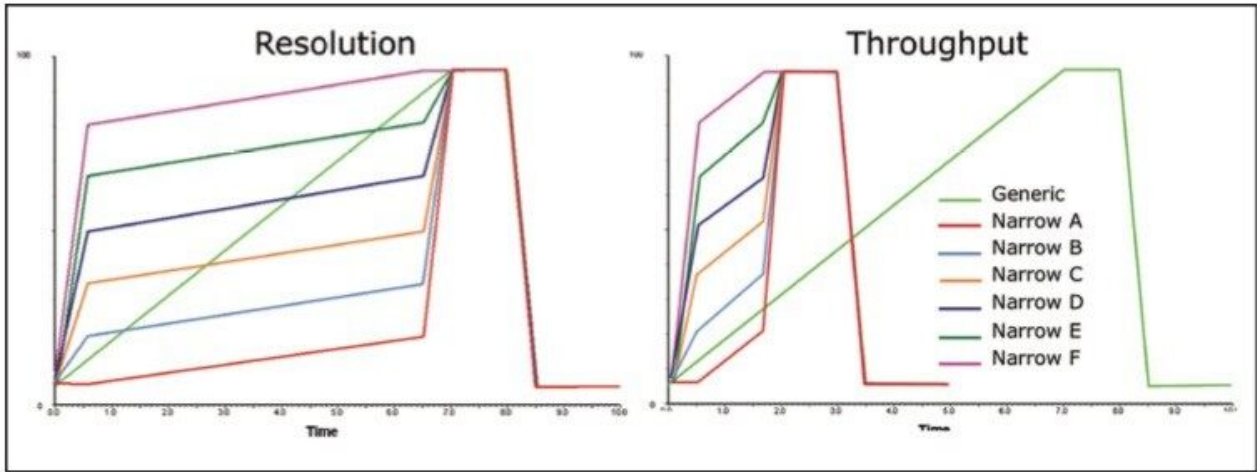 Resolution
Throughput
100
0
0.0 1.0 2.0 3.0 4.0 5.0 6.0 7.0 8.0 9.0 10.0
Time
100
0
1.0 2.0 3.0 4.0 5.0 6.0 7.0 8.0 9.0
Time
Generic
Narrow A
Narrow B
Narrow C
Narrow D
Narrow E
Narrow F